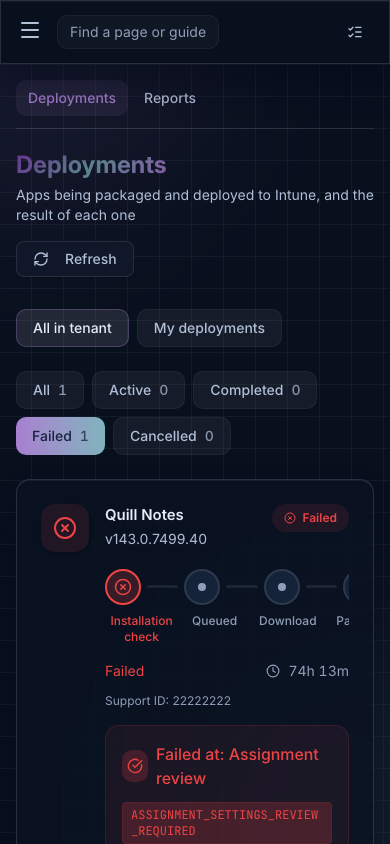 Find a page or guide
Deployments Reports
Deployments
Apps being packaged and deployed to Intune, and the
result of each one
Refresh
All in tenant My deployments
All 1 Active 0 Completed 0
Failed 1 Cancelled 0
Quill Notes Failed
v143.0.7499.40
Installation Queued Download Pa
check
Failed 74h 13m
Support ID: 22222222
Failed at: Assignment
review
ASSIGNMENT_SETTINGS_REVIEW
_REQUIRED